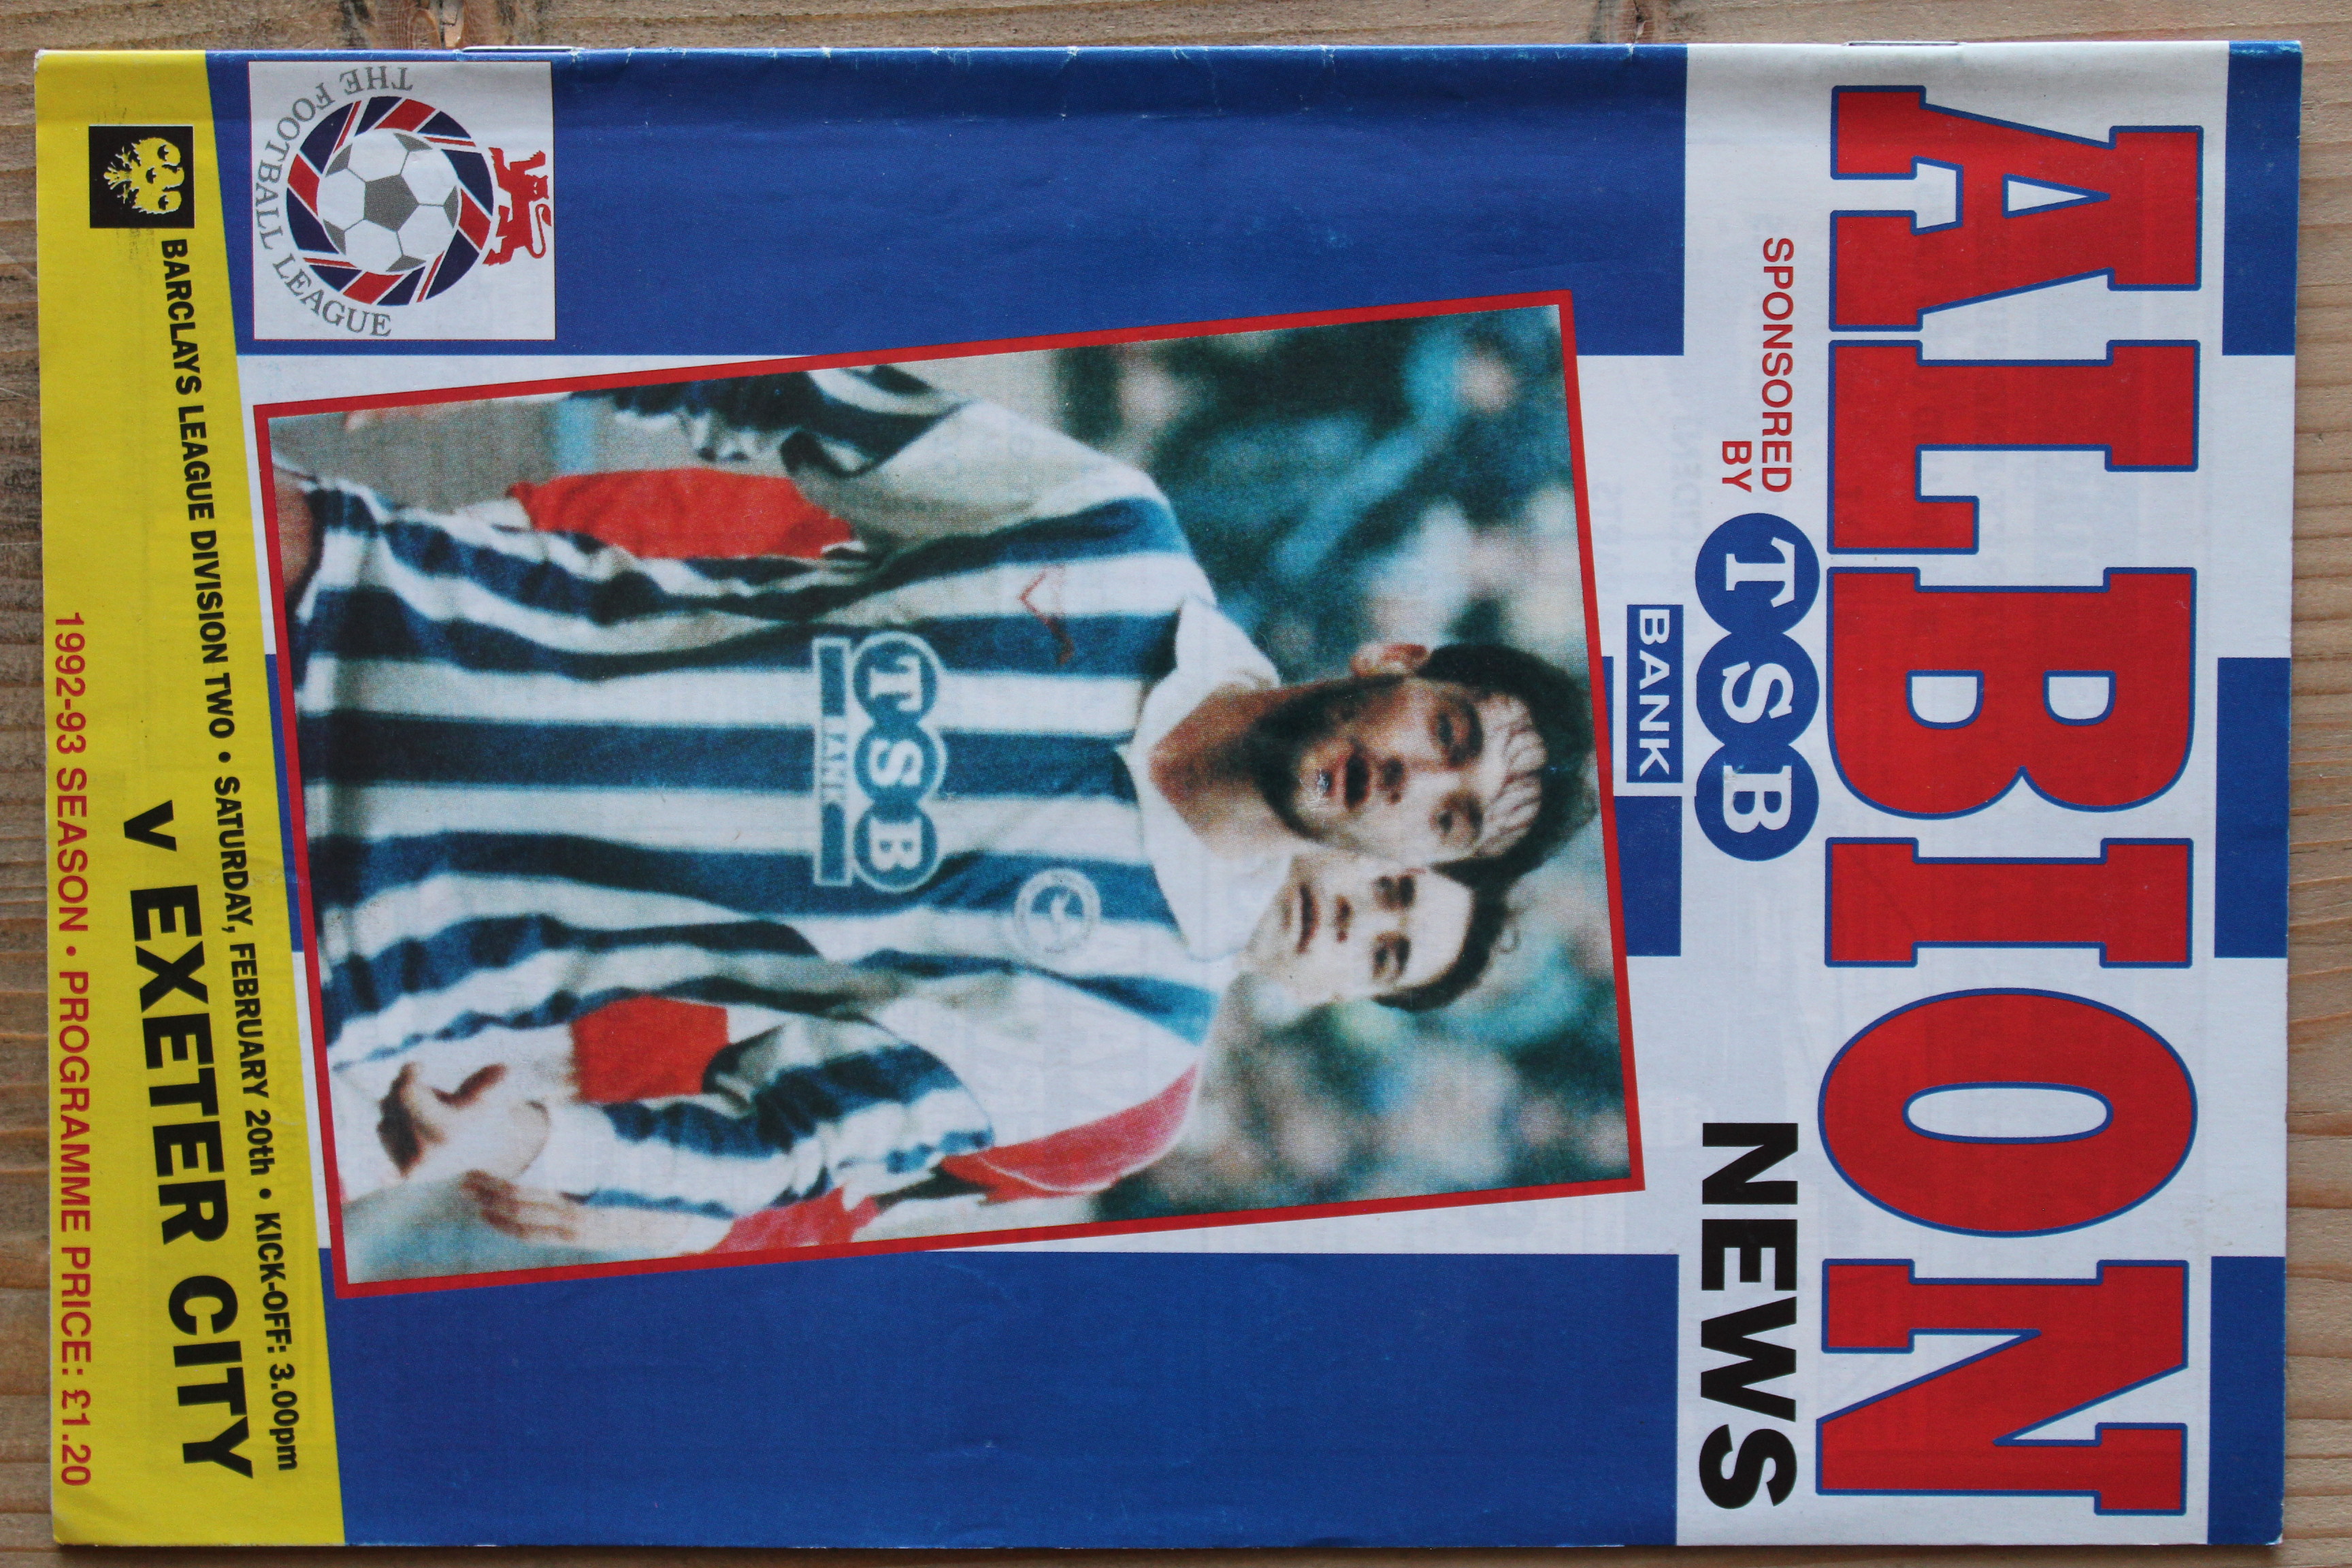 ALBION
SPONSORED
BY
TSB
BANK
NEWS
TSB
BANK
THE FOOTBALL LEAGUE
BARCLAYS LEAGUE DIVISION TWO • SATURDAY, FEBRUARY 20th • KICK-OFF: 3.00pm
v EXETER CITY
1992-93 SEASON • PROGRAMME PRICE: £1.20